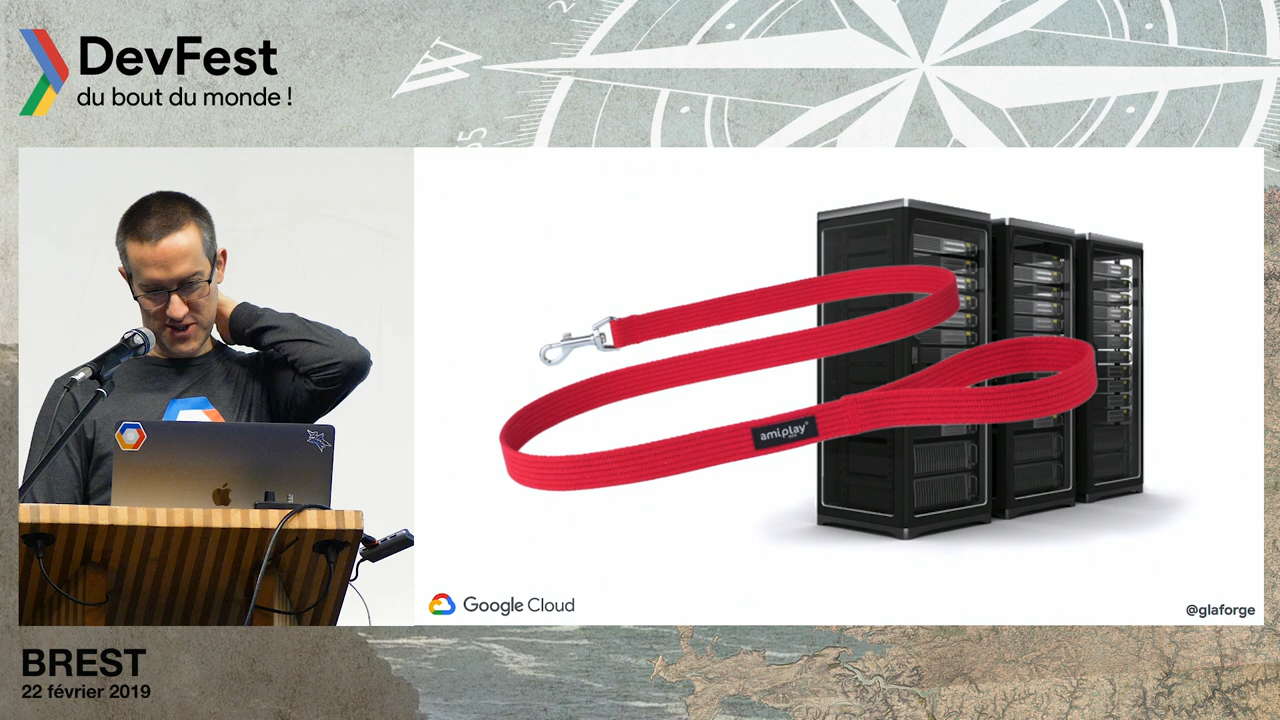 DevFest
du bout du monde !
W
amiplay
Google Cloud
@glaforge
BREST
22 février 2019